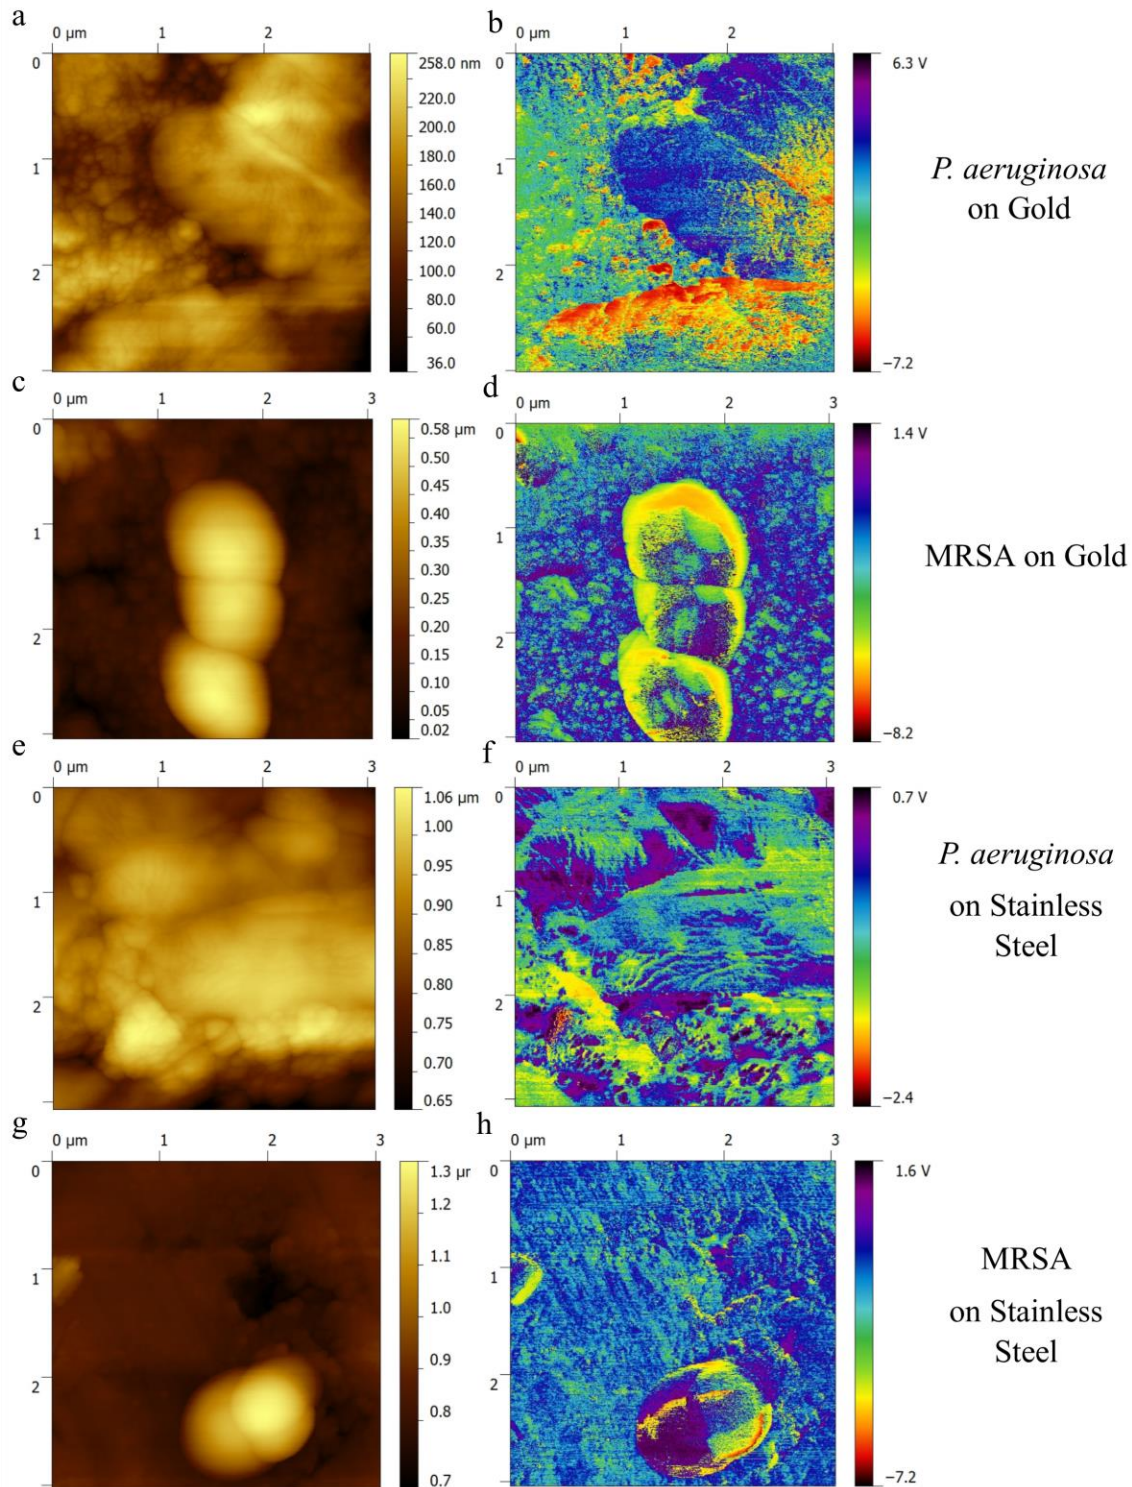 a
0 µm 1 2
0
1
2
258.0 nm
220.0
200.0
180.0
160.0
140.0
120.0
100.0
80.0
60.0
36.0
b
0 µm 1 2
0
1
2
6.3 V
−7.2
P. aeruginosa
on Gold
c
0 µm 1 2 3
0
1
2
0.58 µm
0.50
0.45
0.40
0.35
0.30
0.25
0.20
0.15
0.10
0.05
0.02
d
0 µm 1 2 3
0
1
2
1.4 V
−8.2
MRSA on Gold
e
0 µm 1 2 3
0
1
2
1.06 µm
1.00
0.95
0.90
0.85
0.80
0.75
0.70
0.65
f
0 µm 1 2 3
0
1
2
0.7 V
−2.4
P. aeruginosa
on Stainless
Steel
g
0 µm 1 2 3
0
1
2
1.3 µr
1.2
1.1
1.0
0.9
0.8
0.7
h
0 µm 1 2 3
0
1
2
1.6 V
−7.2
MRSA
on Stainless
Steel